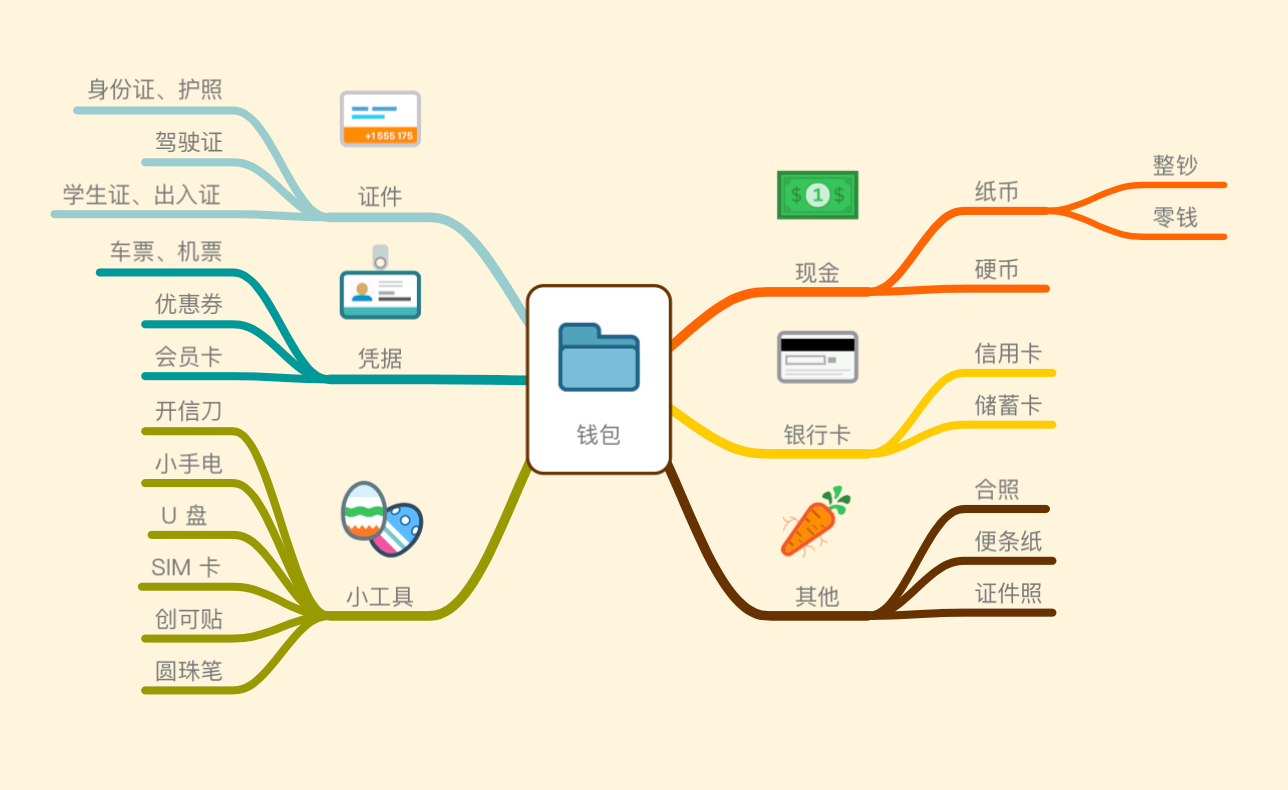 身份证、护照
驾驶证
学生证、出入证
+1 555 175
证件
车票、机票
优惠券
会员卡
凭据
开信刀
小手电
U 盘
SIM 卡
创可贴
圆珠笔
小工具
钱包
$ 1 $
现金
纸币
整钞
零钱
硬币
银行卡
信用卡
储蓄卡
其他
合照
便条纸
证件照